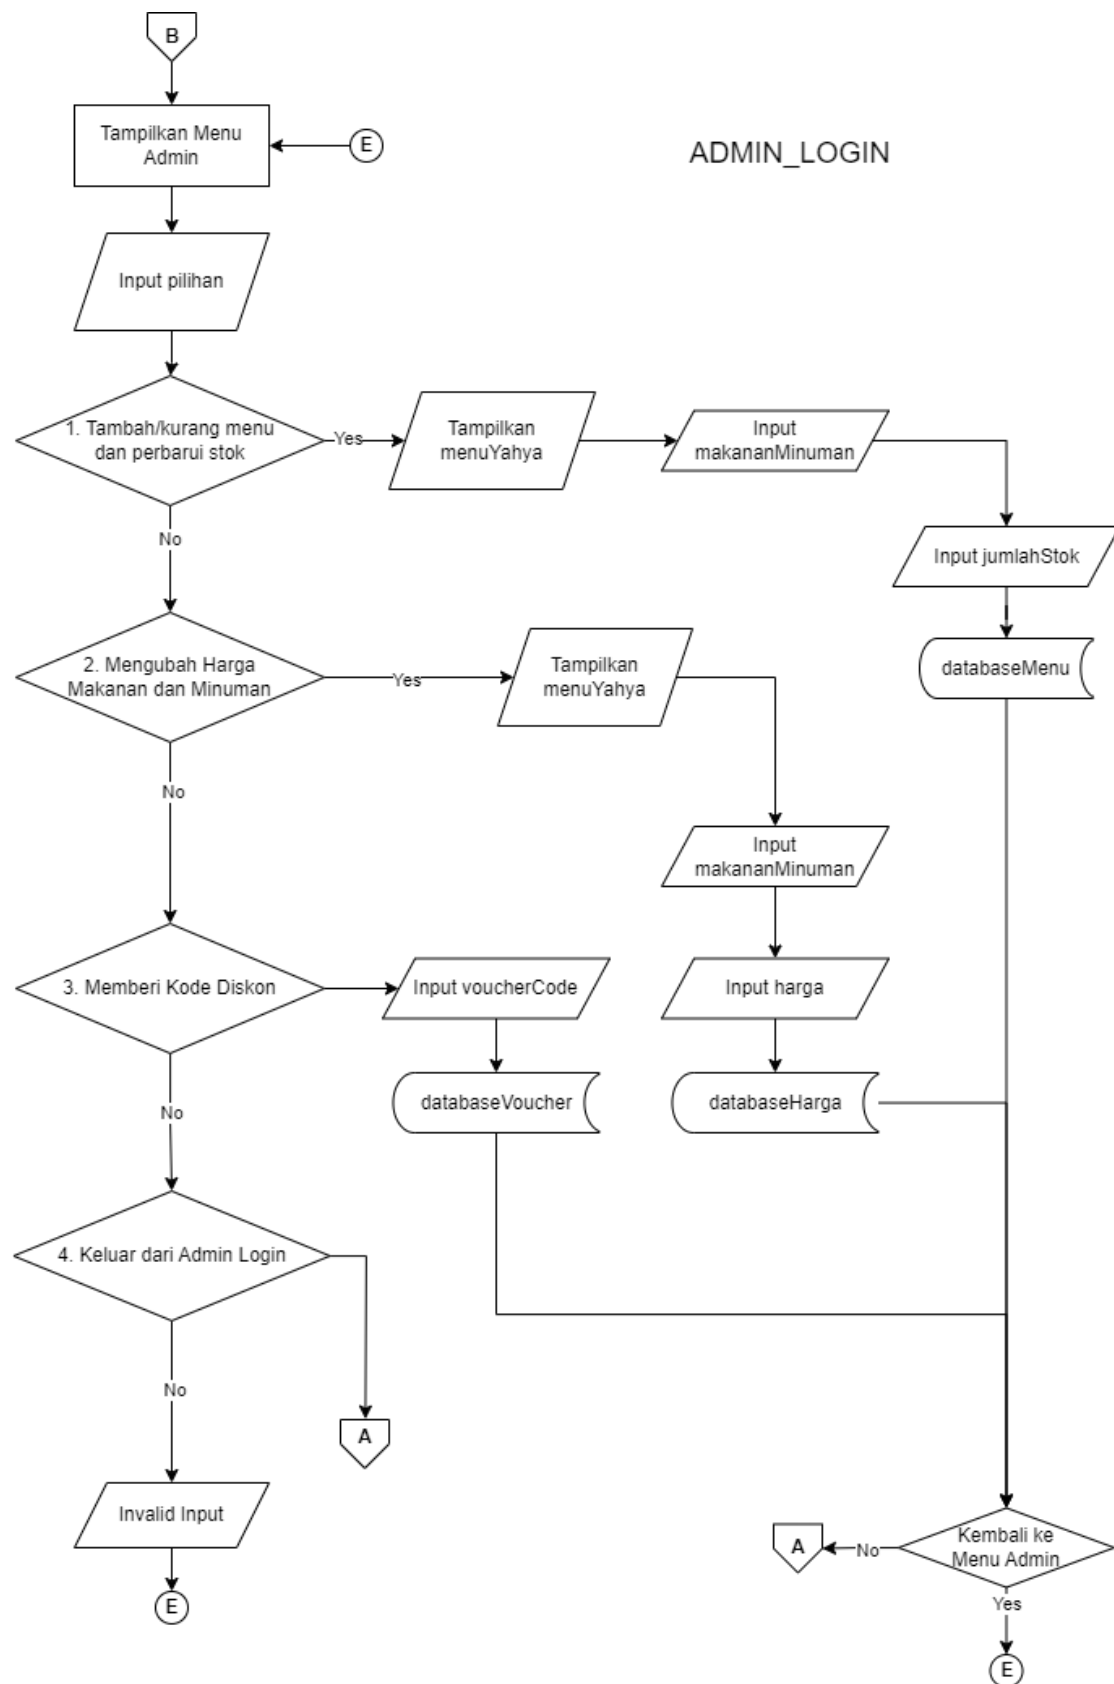 B
Tampilkan Menu
Admin
E
ADMIN_LOGIN
Input pilihan
1. Tambah/kurang menu
dan perbarui stok
Yes
Tampilkan
menuYahya
Input
makananMinuman
No
Input jumlahStok
databaseMenu
2. Mengubah Harga
Makanan dan Minuman
Yes
Tampilkan
menuYahya
No
Input
makananMinuman
3. Memberi Kode Diskon
Input voucherCode
Input harga
databaseVoucher
databaseHarga
No
4. Keluar dari Admin Login
No
A
Invalid Input
E
Kembali ke
Menu Admin
No
A
Yes
E